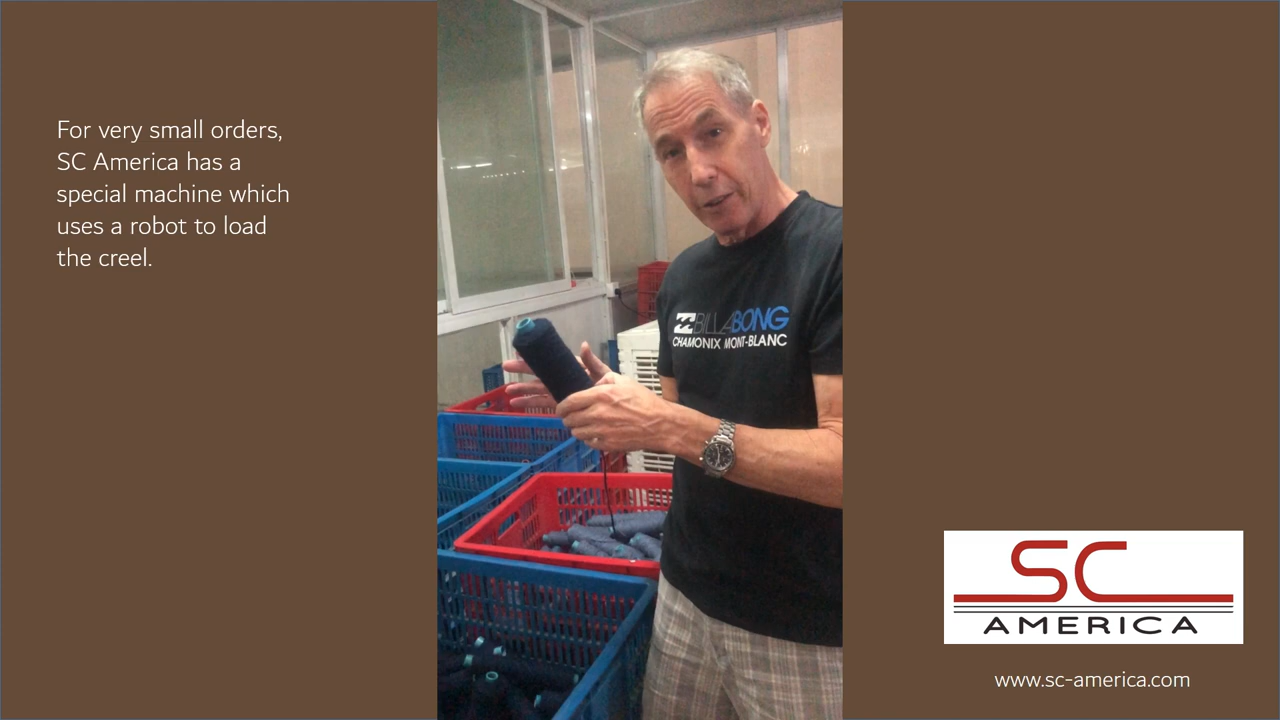 For very small orders,
SC America has a
special machine which
uses a robot to load
the creel.
BILLABONG
CHAMONIX MONT-BLANC
SC
AMERICA
www.sc-america.com